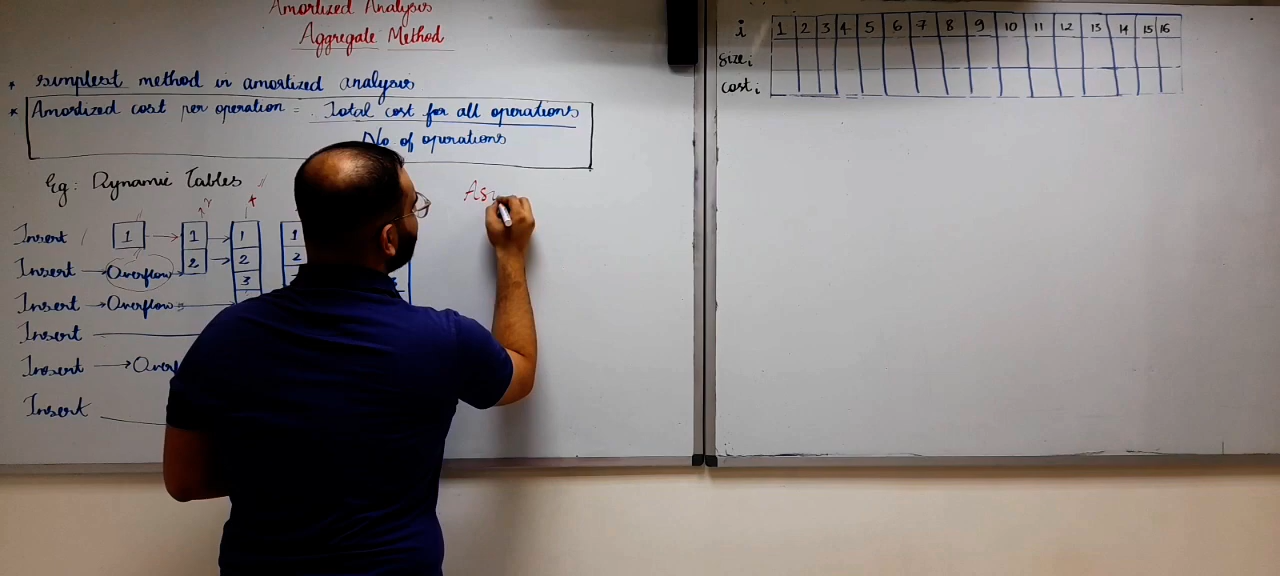 Amortized Analysis
Aggregate Method
* simplest method in amortized analysis
* Amortized cost per operation = Total cost for all operations
No of operations
Eg: Dynamic Tables
Asy
Insert 1 1 1 1
2 2 2
3
Insert → Overflow
Insert → Overflow
Insert
Insert → Overf
Insert
i 1 2 3 4 5 6 7 8 9 10 11 12 13 14 15 16
size i
cost i